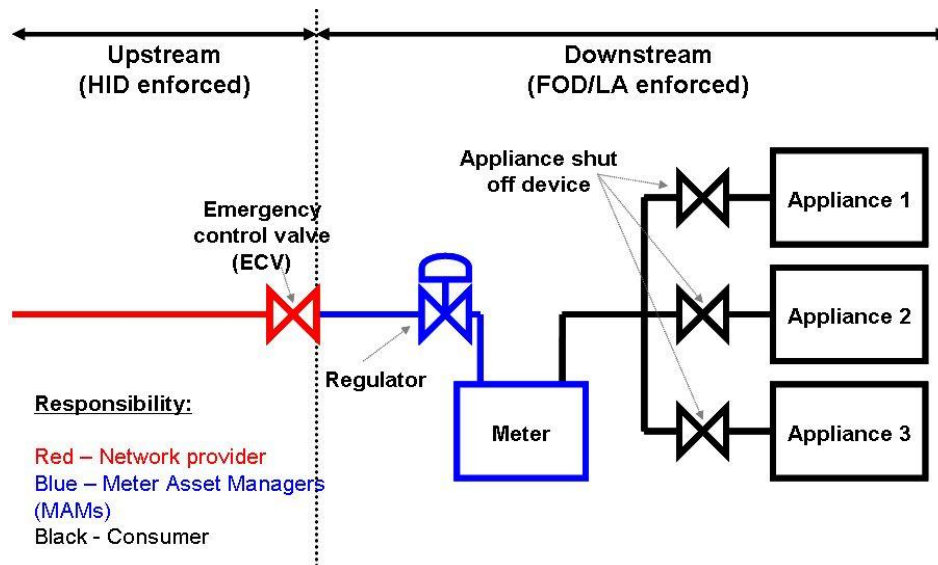 Upstream
(HID enforced)
Downstream
(FOD/LA enforced)
Appliance shut
off device
Appliance 1
Emergency
control valve
(ECV)
Appliance 2
Regulator
Responsibility:
Meter
Appliance 3
Red – Network provider
Blue – Meter Asset Managers
(MAMs)
Black - Consumer